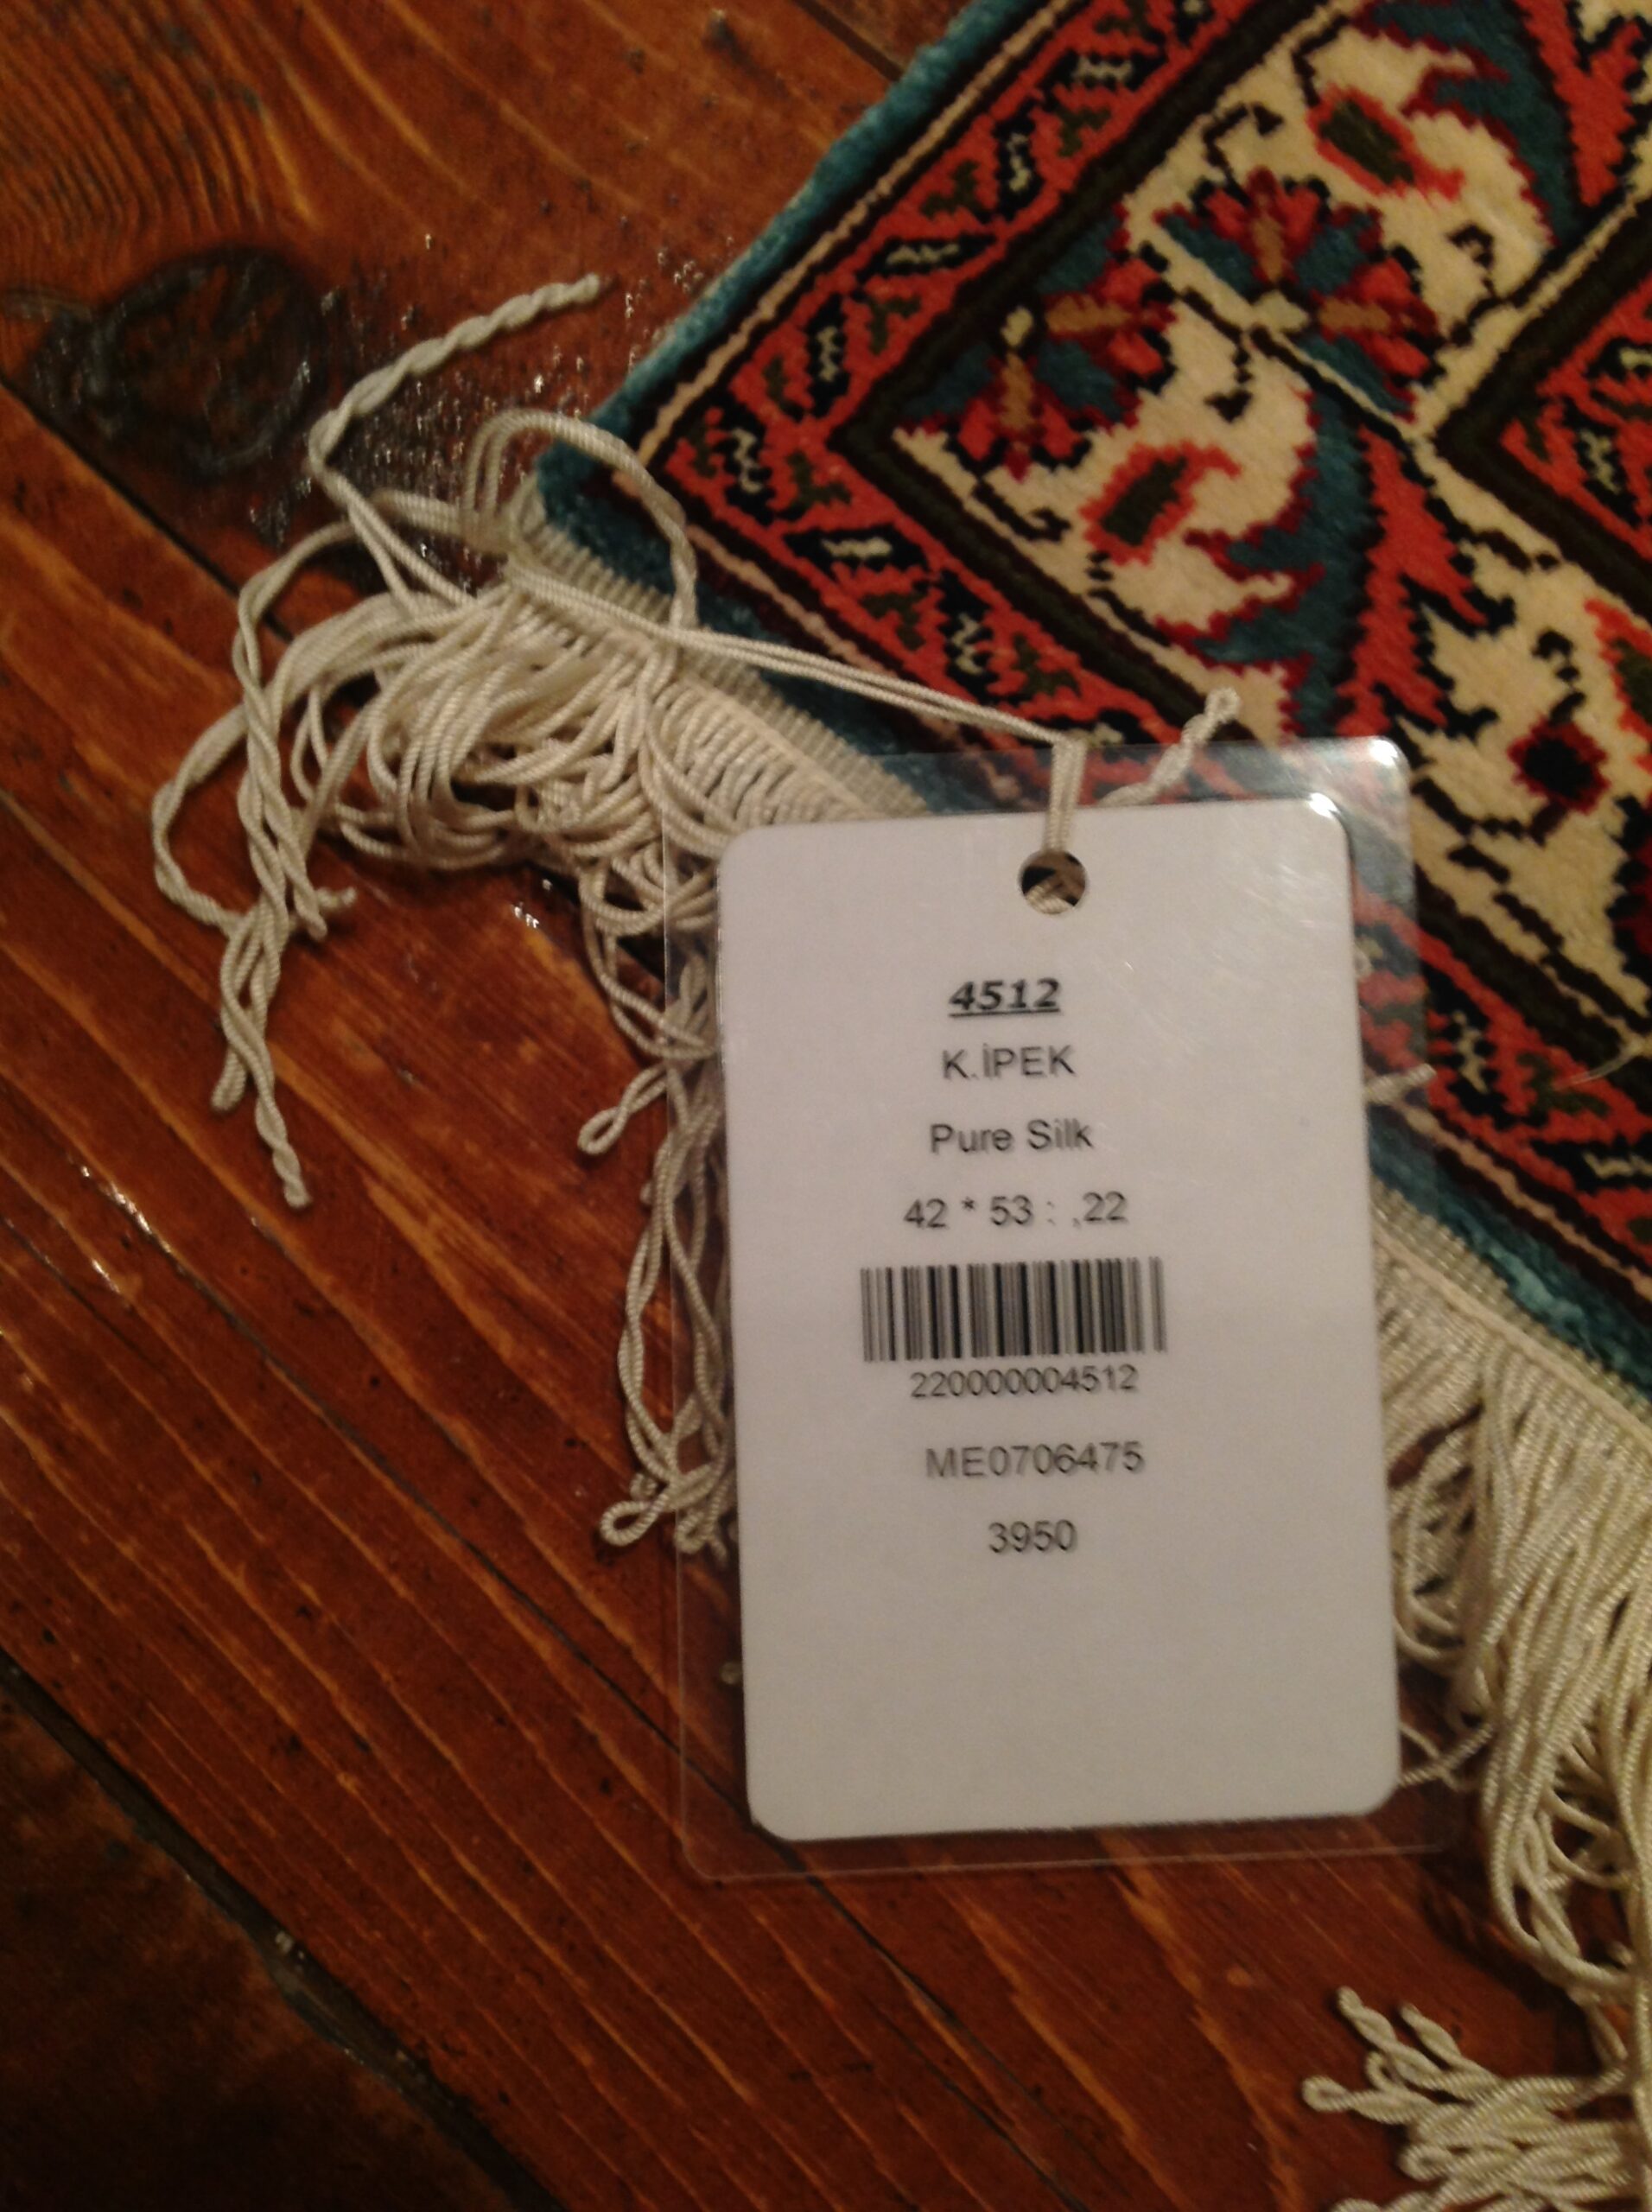 4512
K.İPEK
Pure Silk
42 * 53 : ,22
220000004512
ME0706475
3950